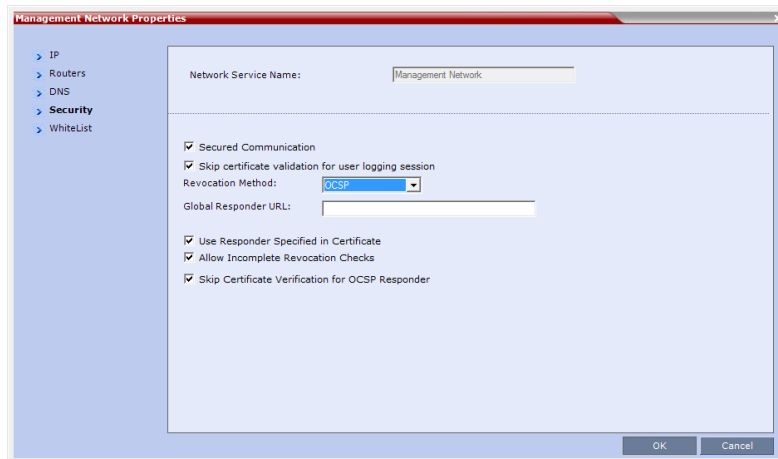 Management Network Properties
IP
Routers
DNS
Security
WhiteList
Network Service Name: Management Network
Secured Communication
Skip certificate validation for user logging session
Revocation Method: OCSP
Global Responder URL:
Use Responder Specified in Certificate
Allow Incomplete Revocation Checks
Skip Certificate Verification for OCSP Responder
OK Cancel